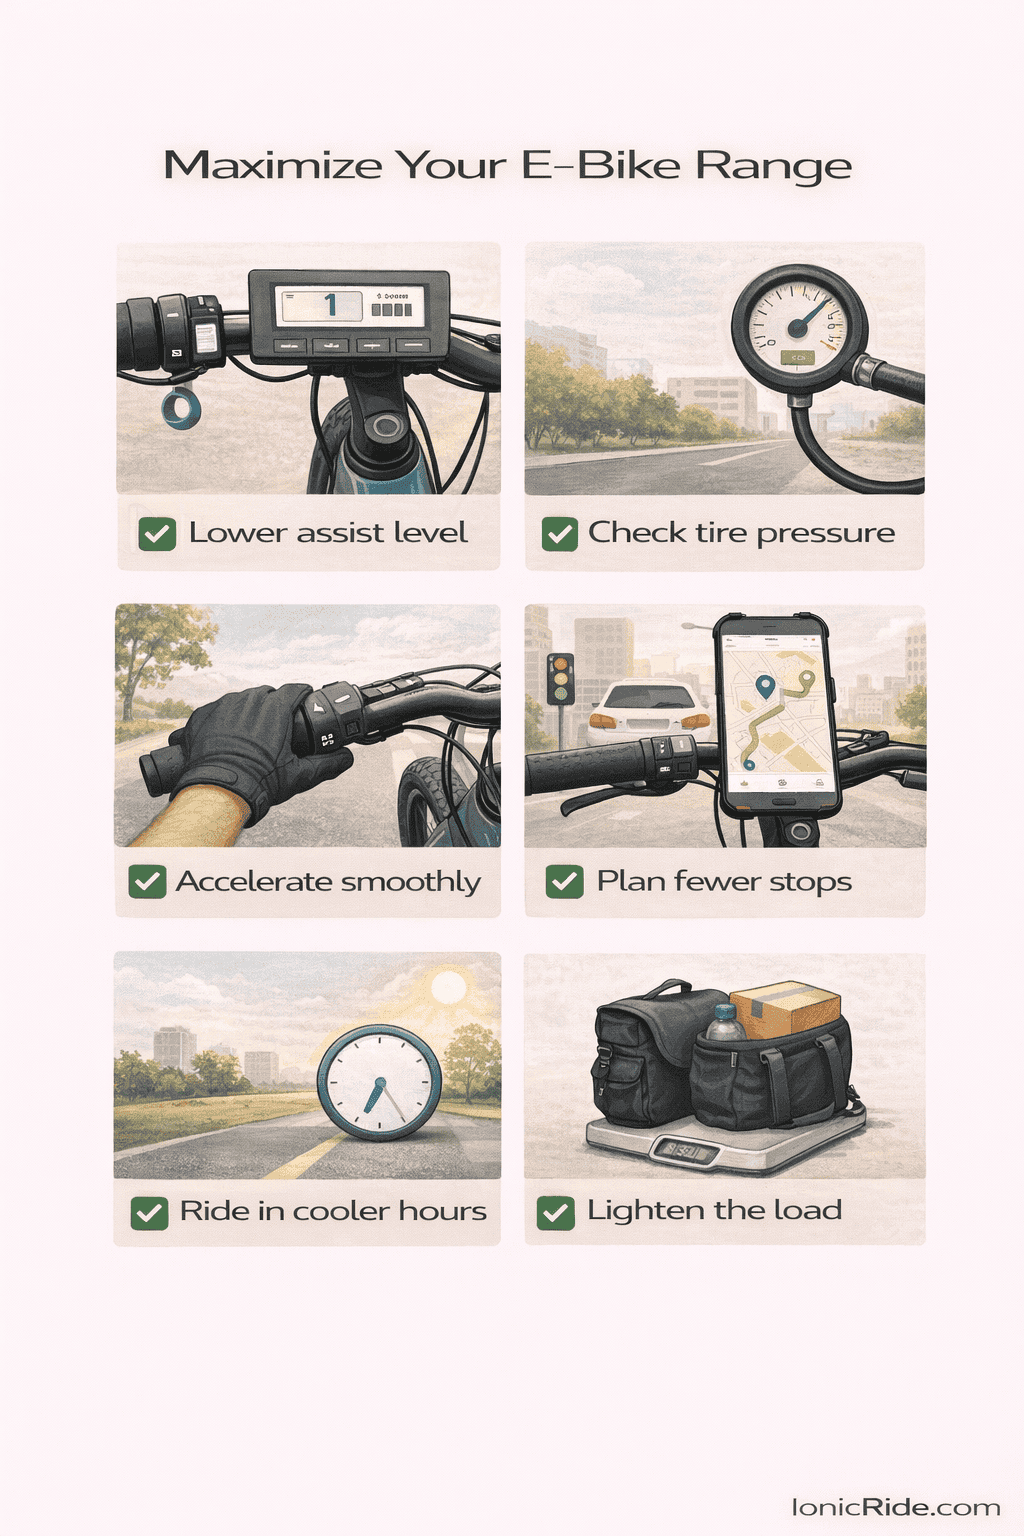 Maximize Your E-Bike Range
1
Lower assist level
Check tire pressure
Accelerate smoothly
Plan fewer stops
Ride in cooler hours
Lighten the load
IonicRide.com